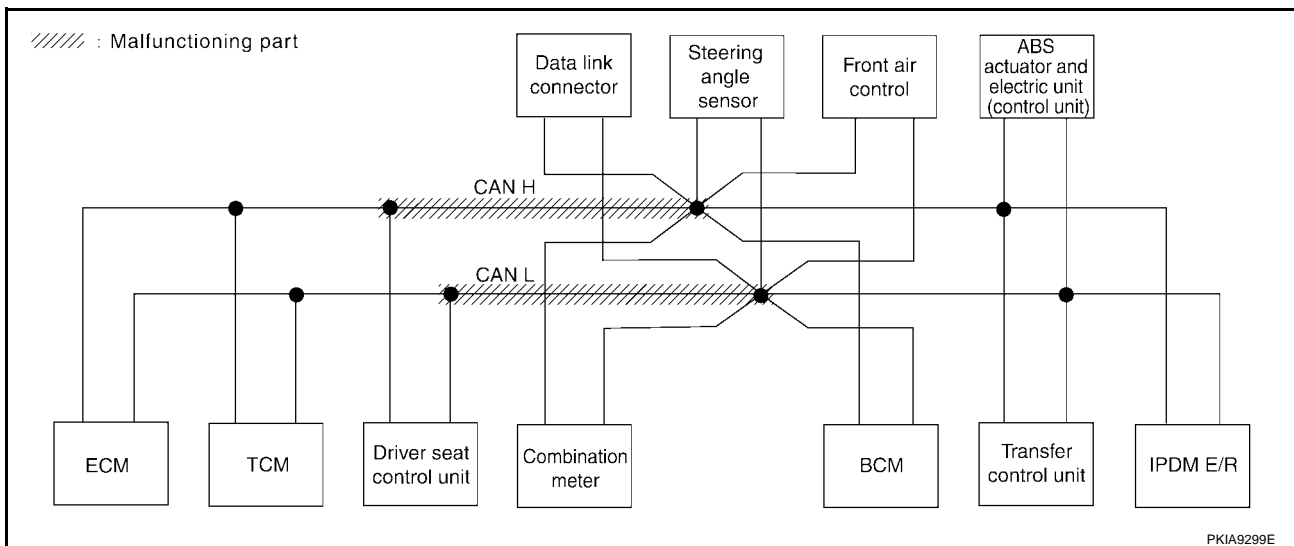 : Malfunctioning part
Data link
connector
Steering
angle
sensor
Front air
control
ABS
actuator and
electric unit
(control unit)
CAN H
CAN L
ECM
TCM
Driver seat
control unit
Combination
meter
BCM
Transfer
control unit
IPDM E/R
PKIA9299E